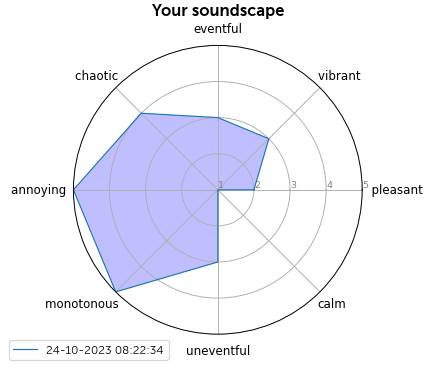 Your soundscape
eventful
chaotic
vibrant
annoying
1 2 3 4 5
pleasant
monotonous
calm
uneventful
24-10-2023 08:22:34